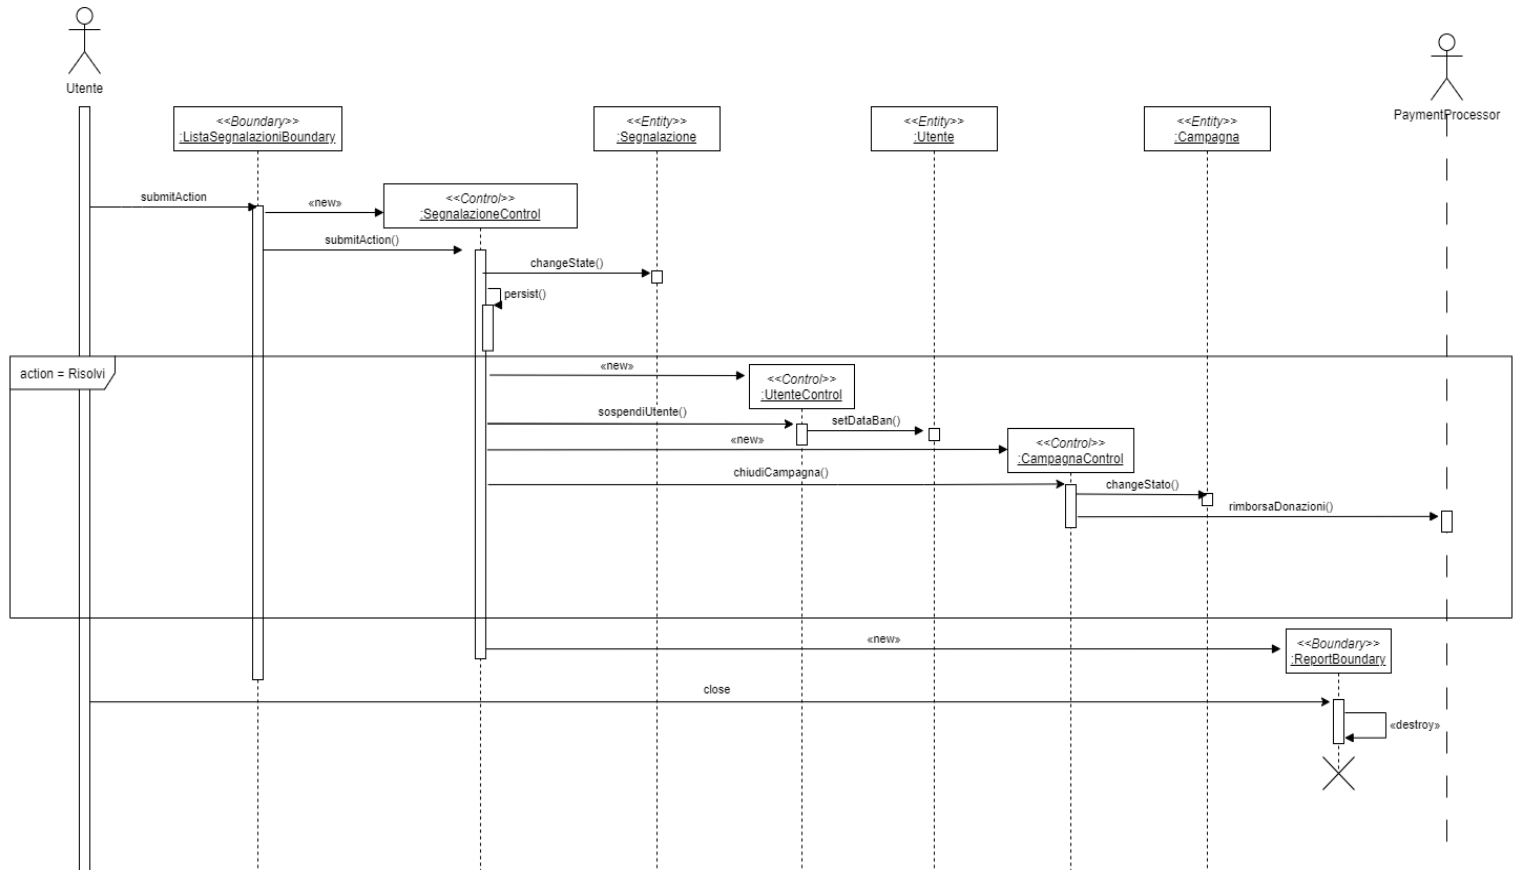 Utente
PaymentProcessor
<<Boundary>>
:ListaSegnalazioniBoundary
<<Entity>>
:Segnalazione
<<Entity>>
:Utente
<<Entity>>
:Campagna
submitAction
«new»
<<Control>>
:SegnalazioneControl
submitAction()
changeState()
persist()
action = Risolvi
«new»
<<Control>>
:UtenteControl
sospendiUtente()
setDataBan()
«new»
<<Control>>
:CampagnaControl
chiudiCampagna()
changeStato()
rimborsaDonazioni()
«new»
<<Boundary>>
:ReportBoundary
close
«destroy»